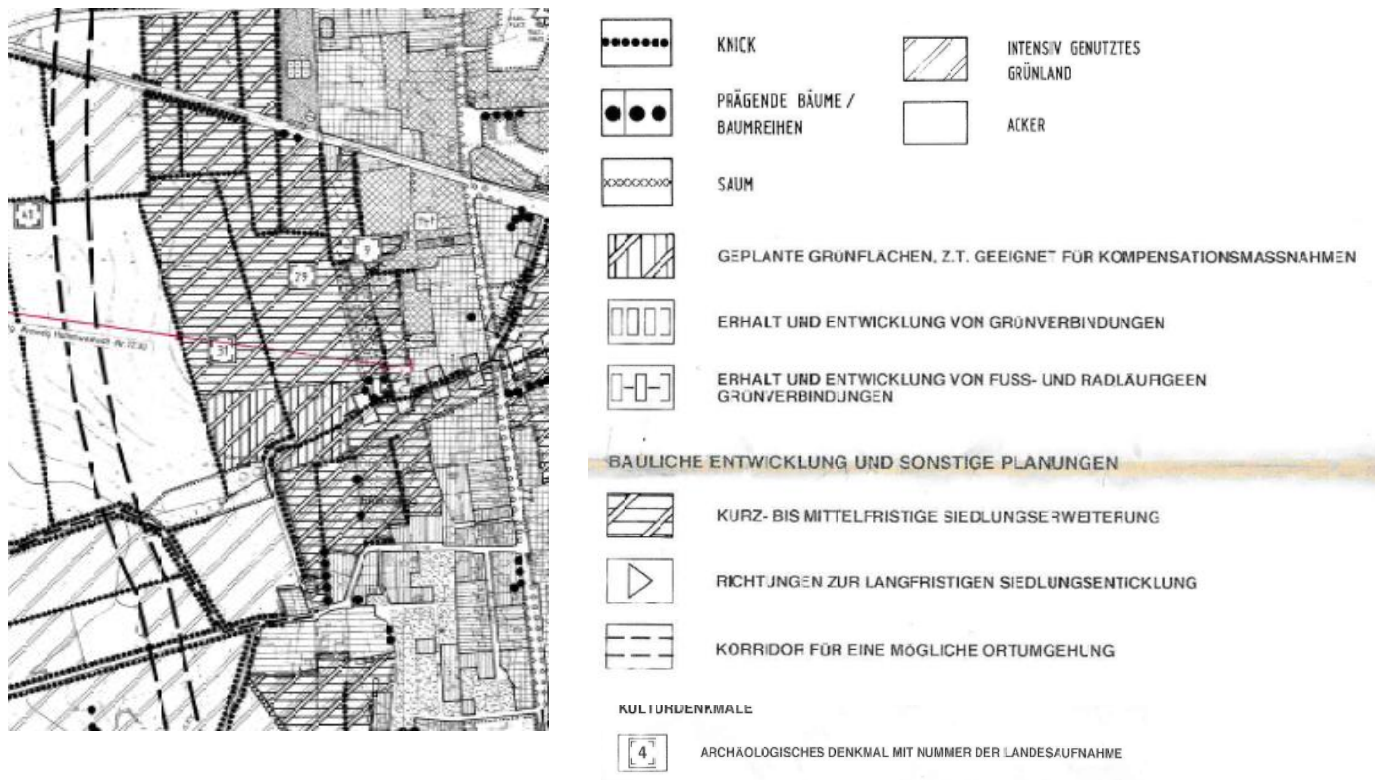 41
9
29
31
KNICK
PRÄGENDE BÄUME /
BAUMREIHEN
SAUM
INTENSIV GENUTZTES
GRÜNLAND
ACKER
GEPLANTE GRÜNFLÄCHEN, Z.T. GEEIGNET FÜR KOMPENSATIONSMASSNAHMEN
ERHALT UND ENTWICKLUNG VON GRÜNVERBINDUNGEN
ERHALT UND ENTWICKLUNG VON FUSS- UND RADLÄUFIGEEN
GRÜNVERBINDUNGEN
BAULICHE ENTWICKLUNG UND SONSTIGE PLANUNGEN
KURZ- BIS MITTELFRISTIGE SIEDLUNGSERWEITERUNG
RICHTUNGEN ZUR LANGFRISTIGEN SIEDLUNGSENTICKLUNG
KORRIDOR FÜR EINE MÖGLICHE ORTUMGEHUNG
KULTURDENKMALE
4
ARCHÄOLOGISCHES DENKMAL MIT NUMMER DER LANDESAUFNAHME